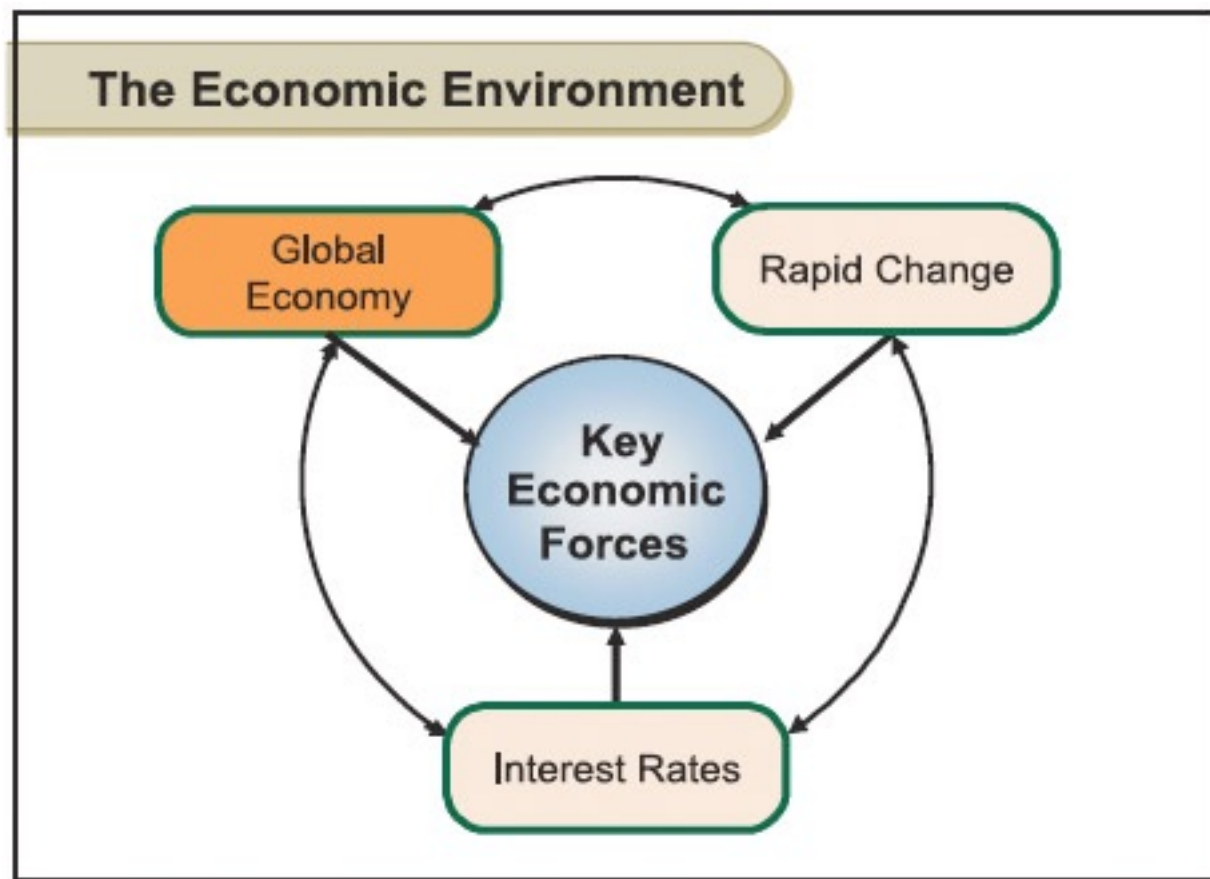 The Economic Environment
Global
Economy
Rapid Change
Key
Economic
Forces
Interest Rates